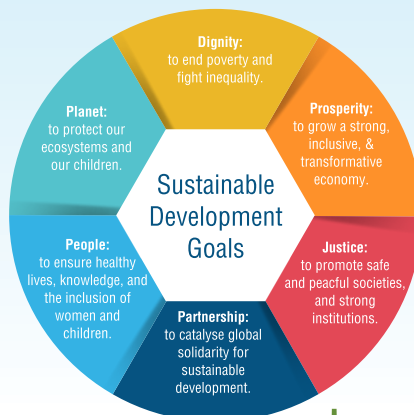 Dignity:
to end poverty and
fight inequality.
Prosperity:
to grow a strong,
inclusive, &
transformative
economy.
Justice:
to promote safe
and peaceful societies,
and strong
institutions.
Partnership:
to catalyse global
solidarity for
sustainable
development.
People:
to ensure healthy
lives, knowledge, and
the inclusion of
women and
children.
Planet:
to protect our
ecosystems and
our children.
Sustainable
Development
Goals